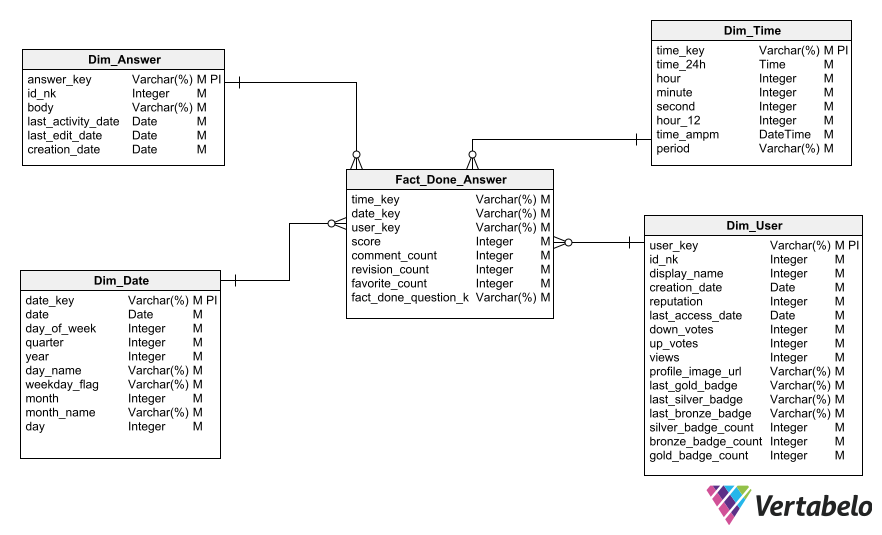 Dim_Answer
answer_key Varchar(%) M PI
id_nk Integer M
body Varchar(%) M
last_activity_date Date M
last_edit_date Date M
creation_date Date M
Dim_Time
time_key Varchar(%) M PI
time_24h Time M
hour Integer M
minute Integer M
second Integer M
hour_12 Integer M
time_ampm DateTime M
period Varchar(%) M
Fact_Done_Answer
time_key Varchar(%) M
date_key Varchar(%) M
user_key Varchar(%) M
score Integer M
comment_count Integer M
revision_count Integer M
favorite_count Integer M
fact_done_question_k Varchar(%) M
Dim_Date
date_key Varchar(%) M PI
date Date M
day_of_week Integer M
quarter Integer M
year Integer M
day_name Varchar(%) M
weekday_flag Varchar(%) M
month Integer M
month_name Varchar(%) M
day Integer M
Dim_User
user_key Varchar(%) M PI
id_nk Integer M
display_name Integer M
creation_date Date M
reputation Integer M
last_access_date Date M
down_votes Integer M
up_votes Integer M
views Integer M
profile_image_url Varchar(%) M
last_gold_badge Varchar(%) M
last_silver_badge Varchar(%) M
last_bronze_badge Varchar(%) M
silver_badge_count Integer M
bronze_badge_count Integer M
gold_badge_count Integer M
Vertabelo